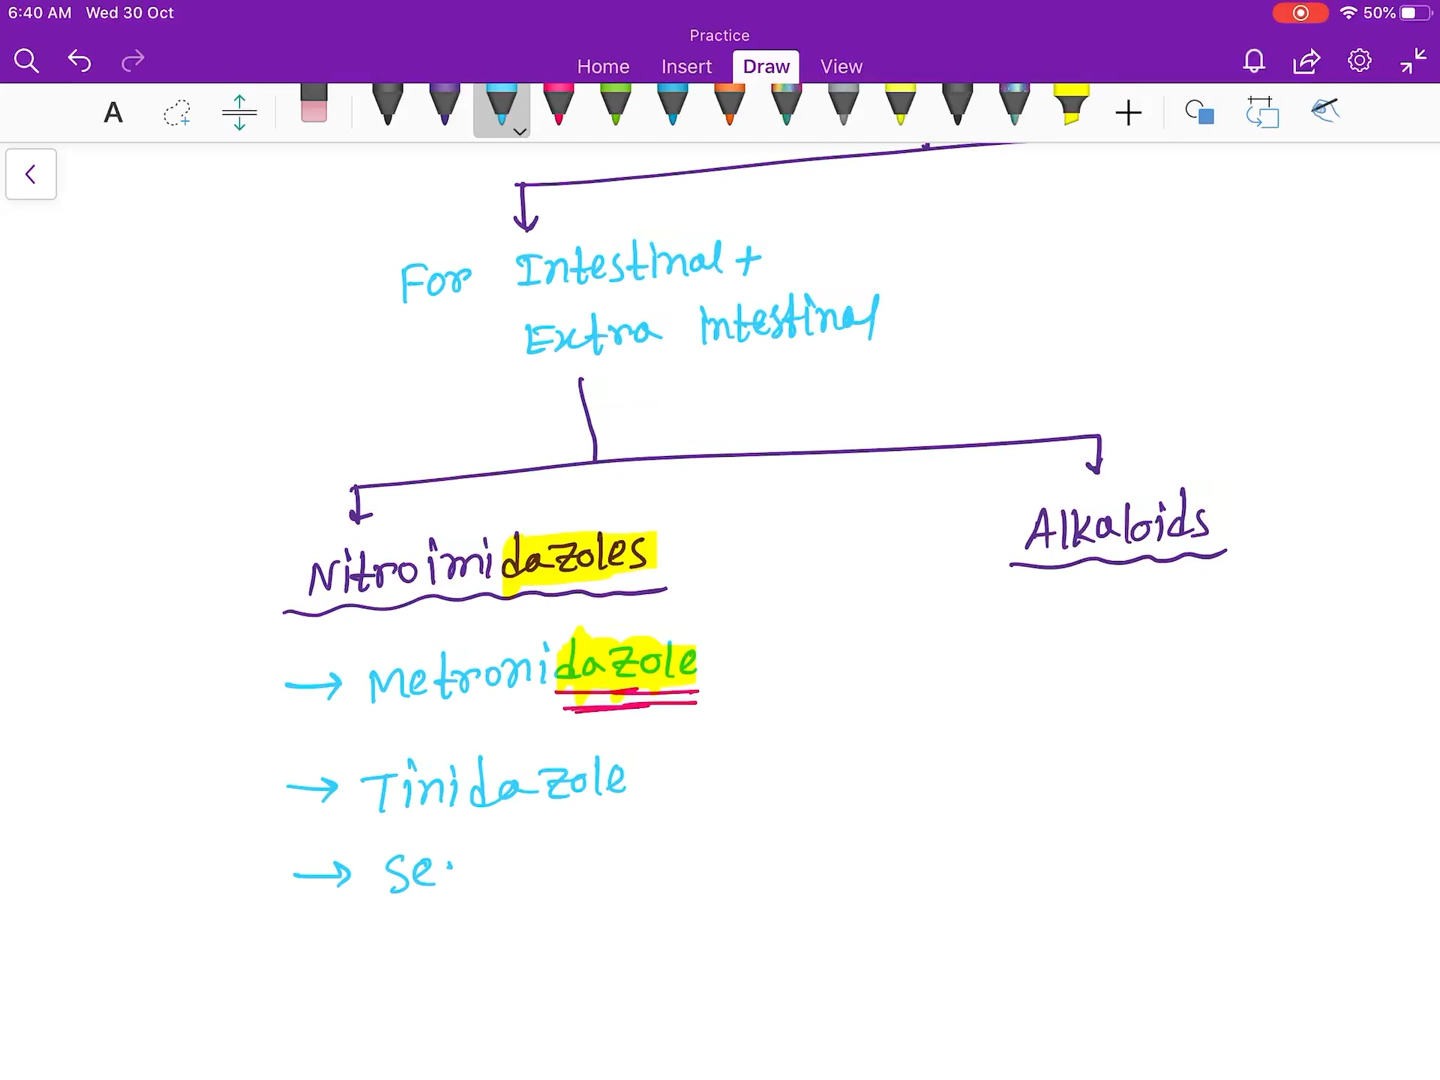 6:40 AM Wed 30 Oct
50%
Practice
Home Insert Draw View
A
For Intestinal +
Extra Intestinal
Nitroimidazoles
Alkaloids
→ Metronidazole
→ Tinidazole
→ Se